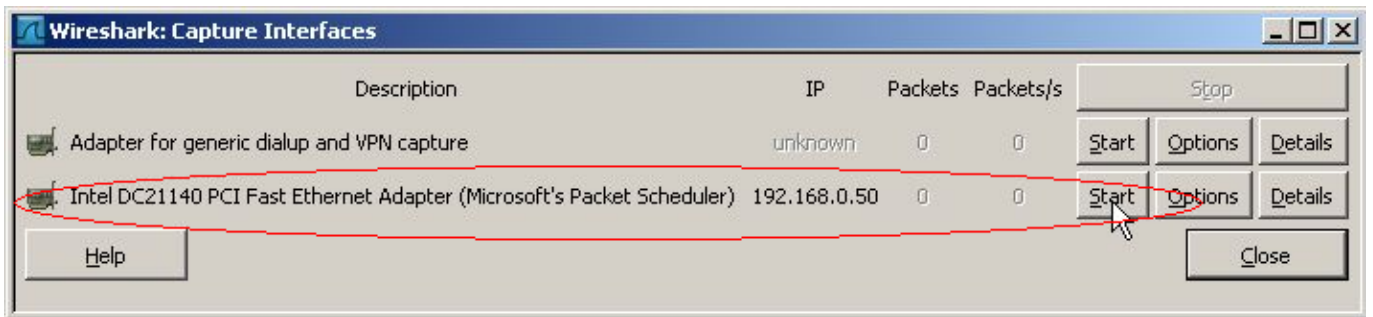 Wireshark: Capture Interfaces
Description IP Packets Packets/s Stop
Adapter for generic dialup and VPN capture unknown 0 0 Start Options Details
Intel DC21140 PCI Fast Ethernet Adapter (Microsoft's Packet Scheduler) 192.168.0.50 0 0 Start Options Details
Help Close